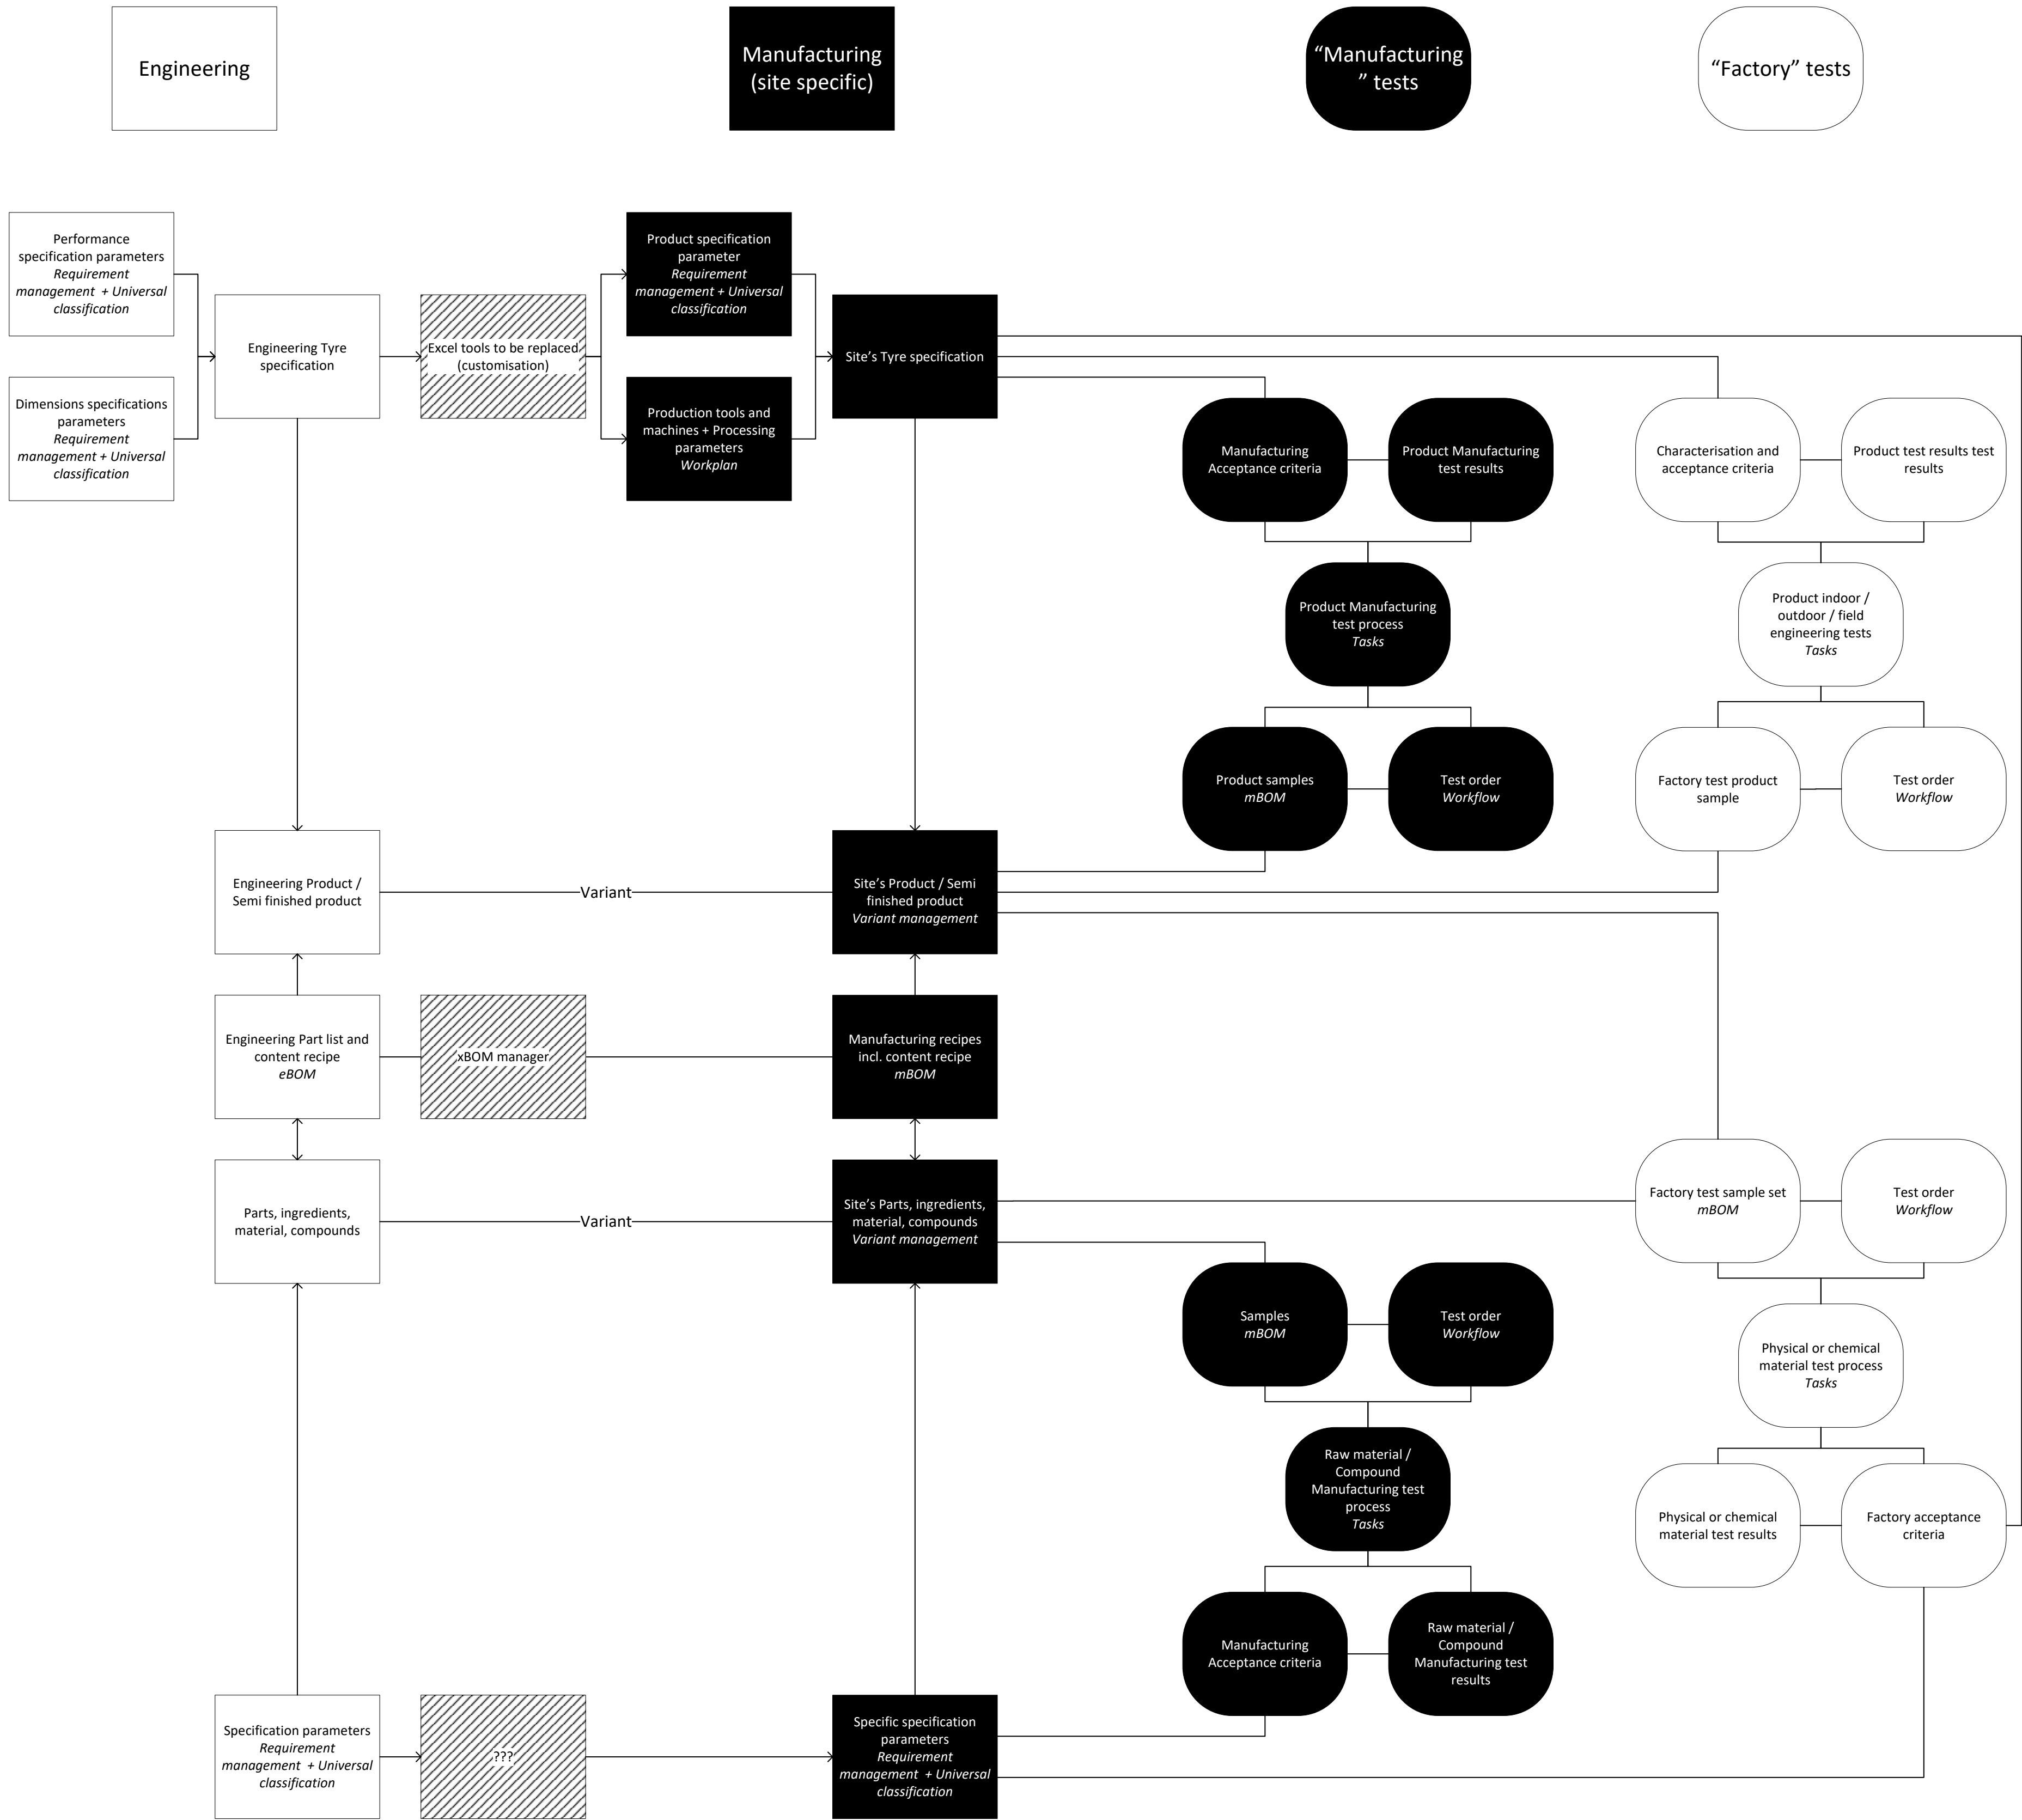 Engineering
Manufacturing
(site specific)
“Manufacturing
” tests
“Factory” tests
Performance
specification parameters
Requirement
management + Universal
classification
Dimensions specifications
parameters
Requirement
management + Universal
classification
Engineering Tyre
specification
Excel tools to be replaced
(customisation)
Product specification
parameter
Requirement
management + Universal
classification
Production tools and
machines + Processing
parameters
Workplan
Site’s Tyre specification
Manufacturing
Acceptance criteria
Product Manufacturing
test results
Characterisation and
acceptance criteria
Product test results test
results
Product Manufacturing
test process
Tasks
Product indoor /
outdoor / field
engineering tests
Tasks
Product samples
mBOM
Test order
Workflow
Factory test product
sample
Test order
Workflow
Engineering Product /
Semi finished product
Variant
Site’s Product / Semi
finished product
Variant management
Engineering Part list and
content recipe
eBOM
xBOM manager
Manufacturing recipes
incl. content recipe
mBOM
Parts, ingredients,
material, compounds
Variant
Site’s Parts, ingredients,
material, compounds
Variant management
Factory test sample set
mBOM
Test order
Workflow
Samples
mBOM
Test order
Workflow
Physical or chemical
material test process
Tasks
Raw material /
Compound
Manufacturing test
process
Tasks
Physical or chemical
material test results
Factory acceptance
criteria
Manufacturing
Acceptance criteria
Raw material /
Compound
Manufacturing test
results
Specification parameters
Requirement
management + Universal
classification
???
Specific specification
parameters
Requirement
management + Universal
classification